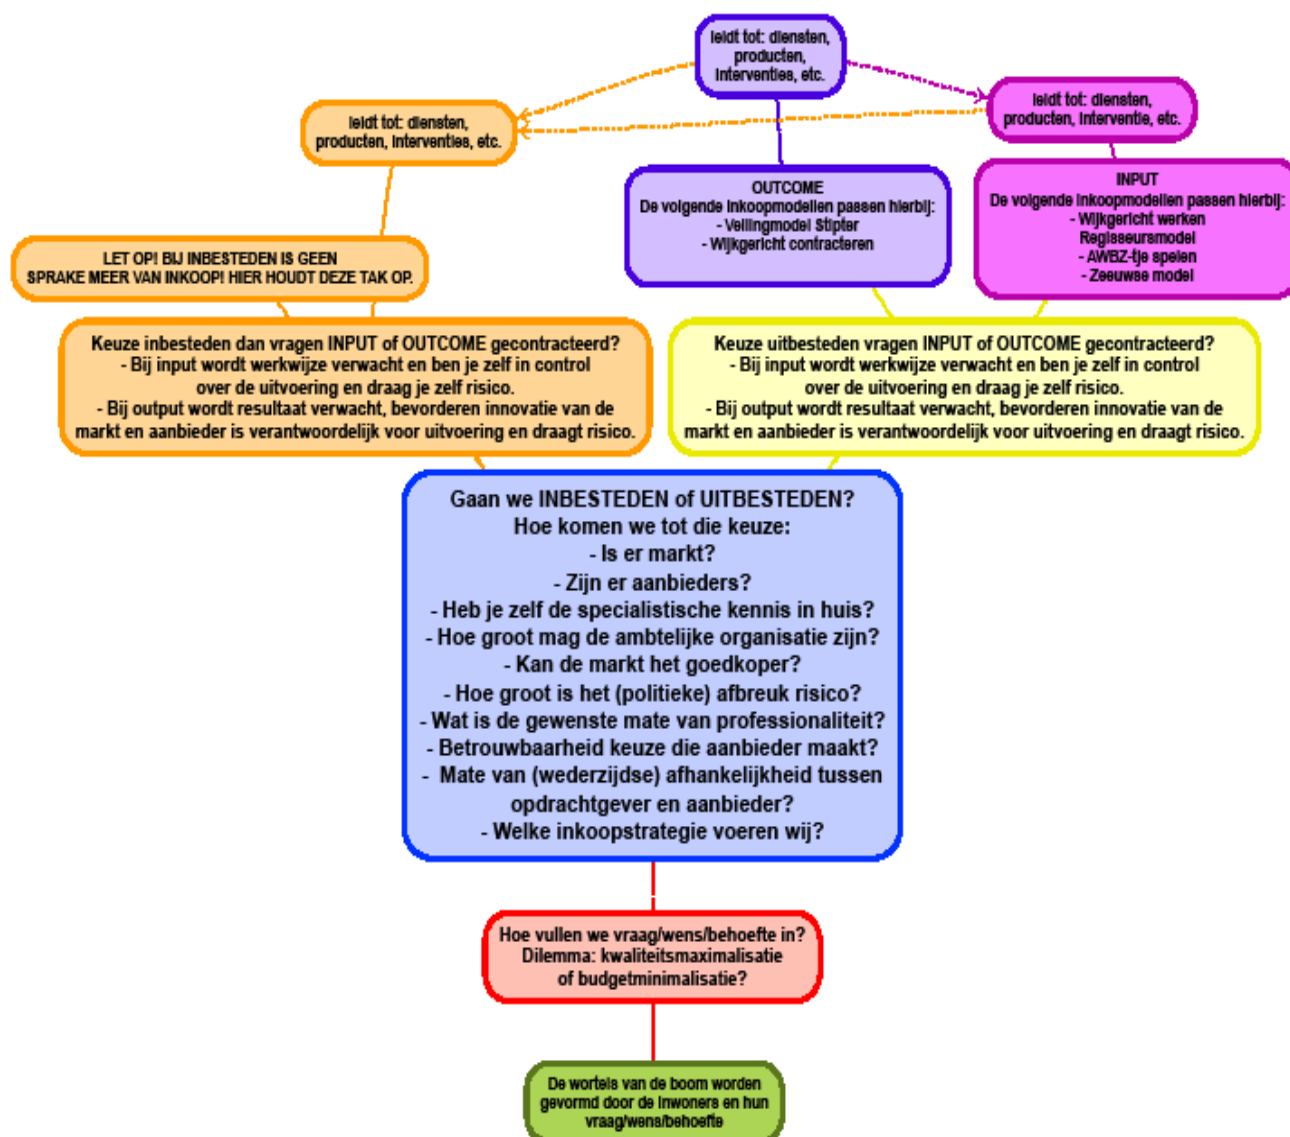 leidt tot: diensten,
producten,
interventies, etc.
leidt tot: diensten,
producten, interventie, etc.
leidt tot: diensten,
producten, interventies, etc.
OUTCOME
De volgende inkoopmodellen passen hierbij:
- Veilingmodel Stipter
- Wijkgericht contracteren
INPUT
De volgende inkoopmodellen passen hierbij:
- Wijkgericht werken
Regisseursmodel
- AWBZ-tje spelen
- Zeeuwse model
LET OP! BIJ INBESTEDEN IS GEEN
SPRAKE MEER VAN INKOOP! HIER HOUDT DEZE TAK OP.
Keuze inbesteden dan vragen INPUT of OUTCOME gecontracteerd?
- Bij input wordt werkwijze verwacht en ben je zelf in control
over de uitvoering en draag je zelf risico.
- Bij output wordt resultaat verwacht, bevorderen innovatie van de
markt en aanbieder is verantwoordelijk voor uitvoering en draagt risico.
Keuze uitbesteden vragen INPUT of OUTCOME gecontracteerd?
- Bij input wordt werkwijze verwacht en ben je zelf in control
over de uitvoering en draag je zelf risico.
- Bij output wordt resultaat verwacht, bevorderen innovatie van de
markt en aanbieder is verantwoordelijk voor uitvoering en draagt risico.
Gaan we INBESTEDEN of UITBESTEDEN?
Hoe komen we tot die keuze:
- Is er markt?
- Zijn er aanbieders?
- Heb je zelf de specialistische kennis in huis?
- Hoe groot mag de ambtelijke organisatie zijn?
- Kan de markt het goedkoper?
- Hoe groot is het (politieke) afbreuk risico?
- Wat is de gewenste mate van professionaliteit?
- Betrouwbaarheid keuze die aanbieder maakt?
- Mate van (wederzijdse) afhankelijkheid tussen
opdrachtgever en aanbieder?
- Welke inkoopstrategie voeren wij?
Hoe vullen we vraag/wens/behoefte in?
Dilemma: kwaliteitsmaximalisatie
of budgetminimalisatie?
De wortels van de boom worden
gevormd door de inwoners en hun
vraag/wens/behoefte